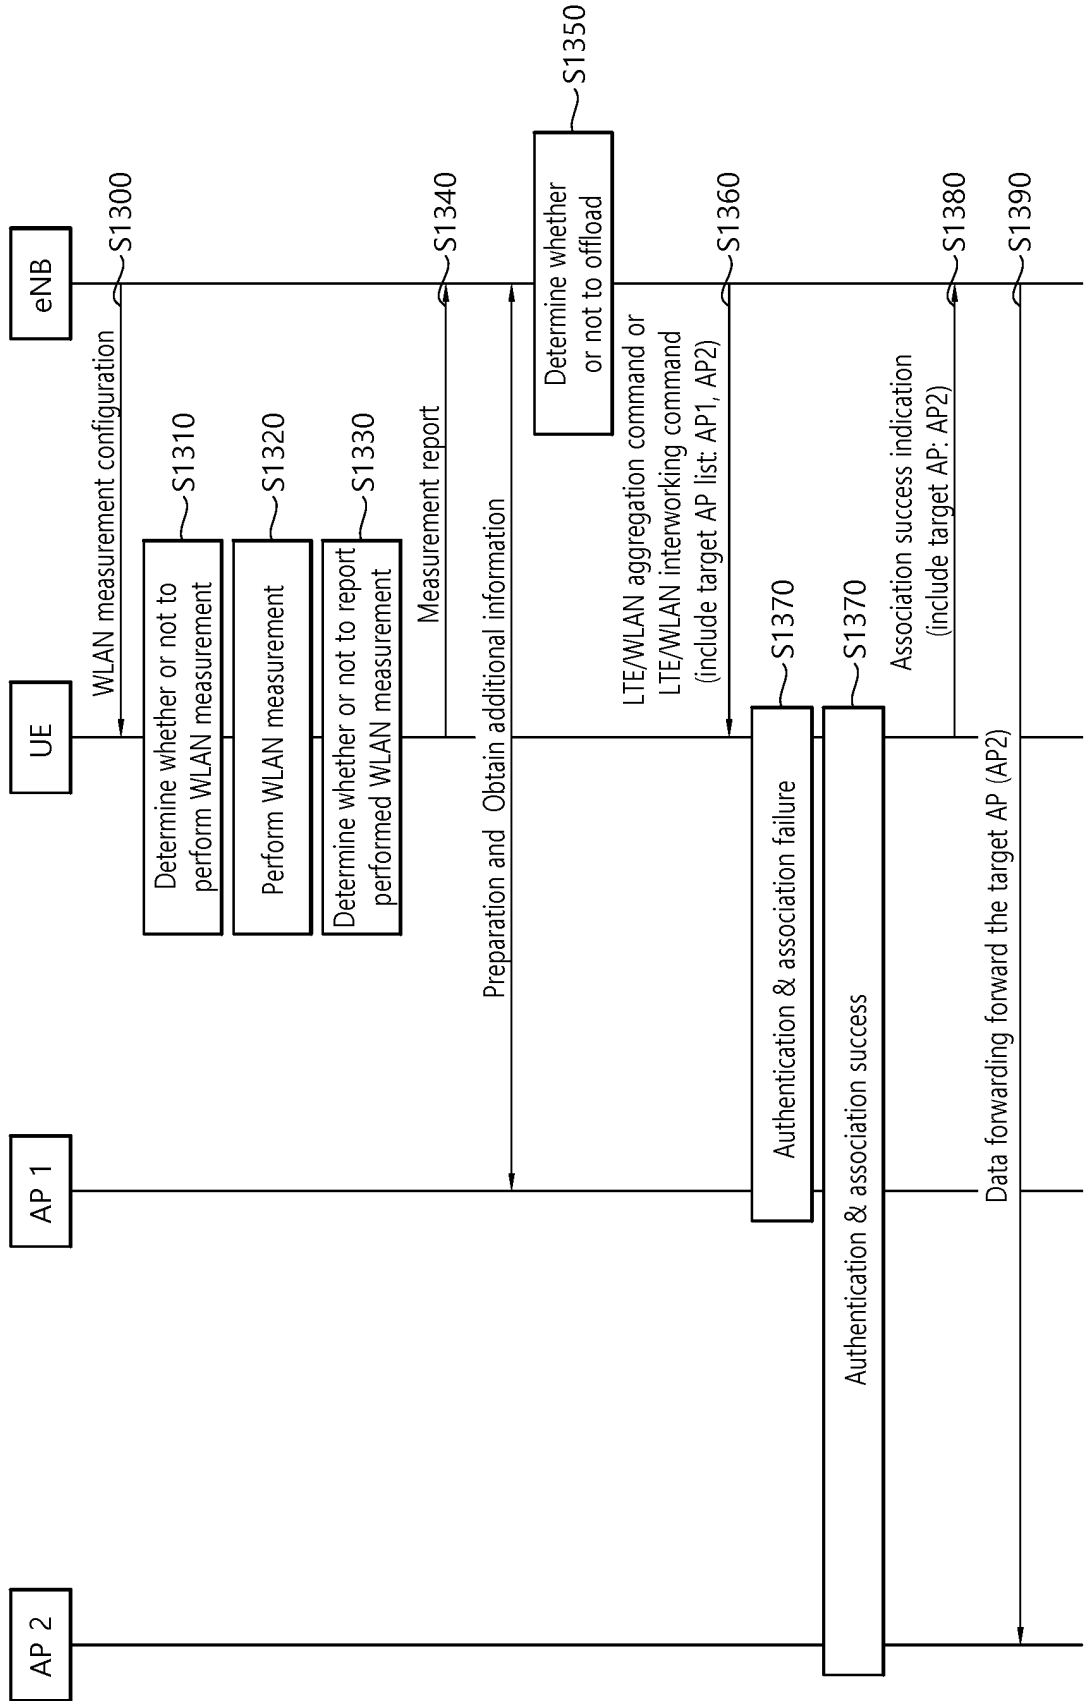 AP 2
AP 1
UE
eNB
WLAN measurement configuration
S1300
Determine whether or not to
perform WLAN measurement
S1310
Perform WLAN measurement
S1320
Determine whether or not to report
performed WLAN measurement
S1330
Measurement report
S1340
Preparation and Obtain additional information
Determine whether
or not to offload
S1350
LTE/WLAN aggregation command or
LTE/WLAN interworking command
(include target AP list: AP1, AP2)
S1360
Authentication & association failure
S1370
Authentication & association success
S1370
Association success indication
(include target AP: AP2)
S1380
Data forwarding forward the target AP (AP2)
S1390